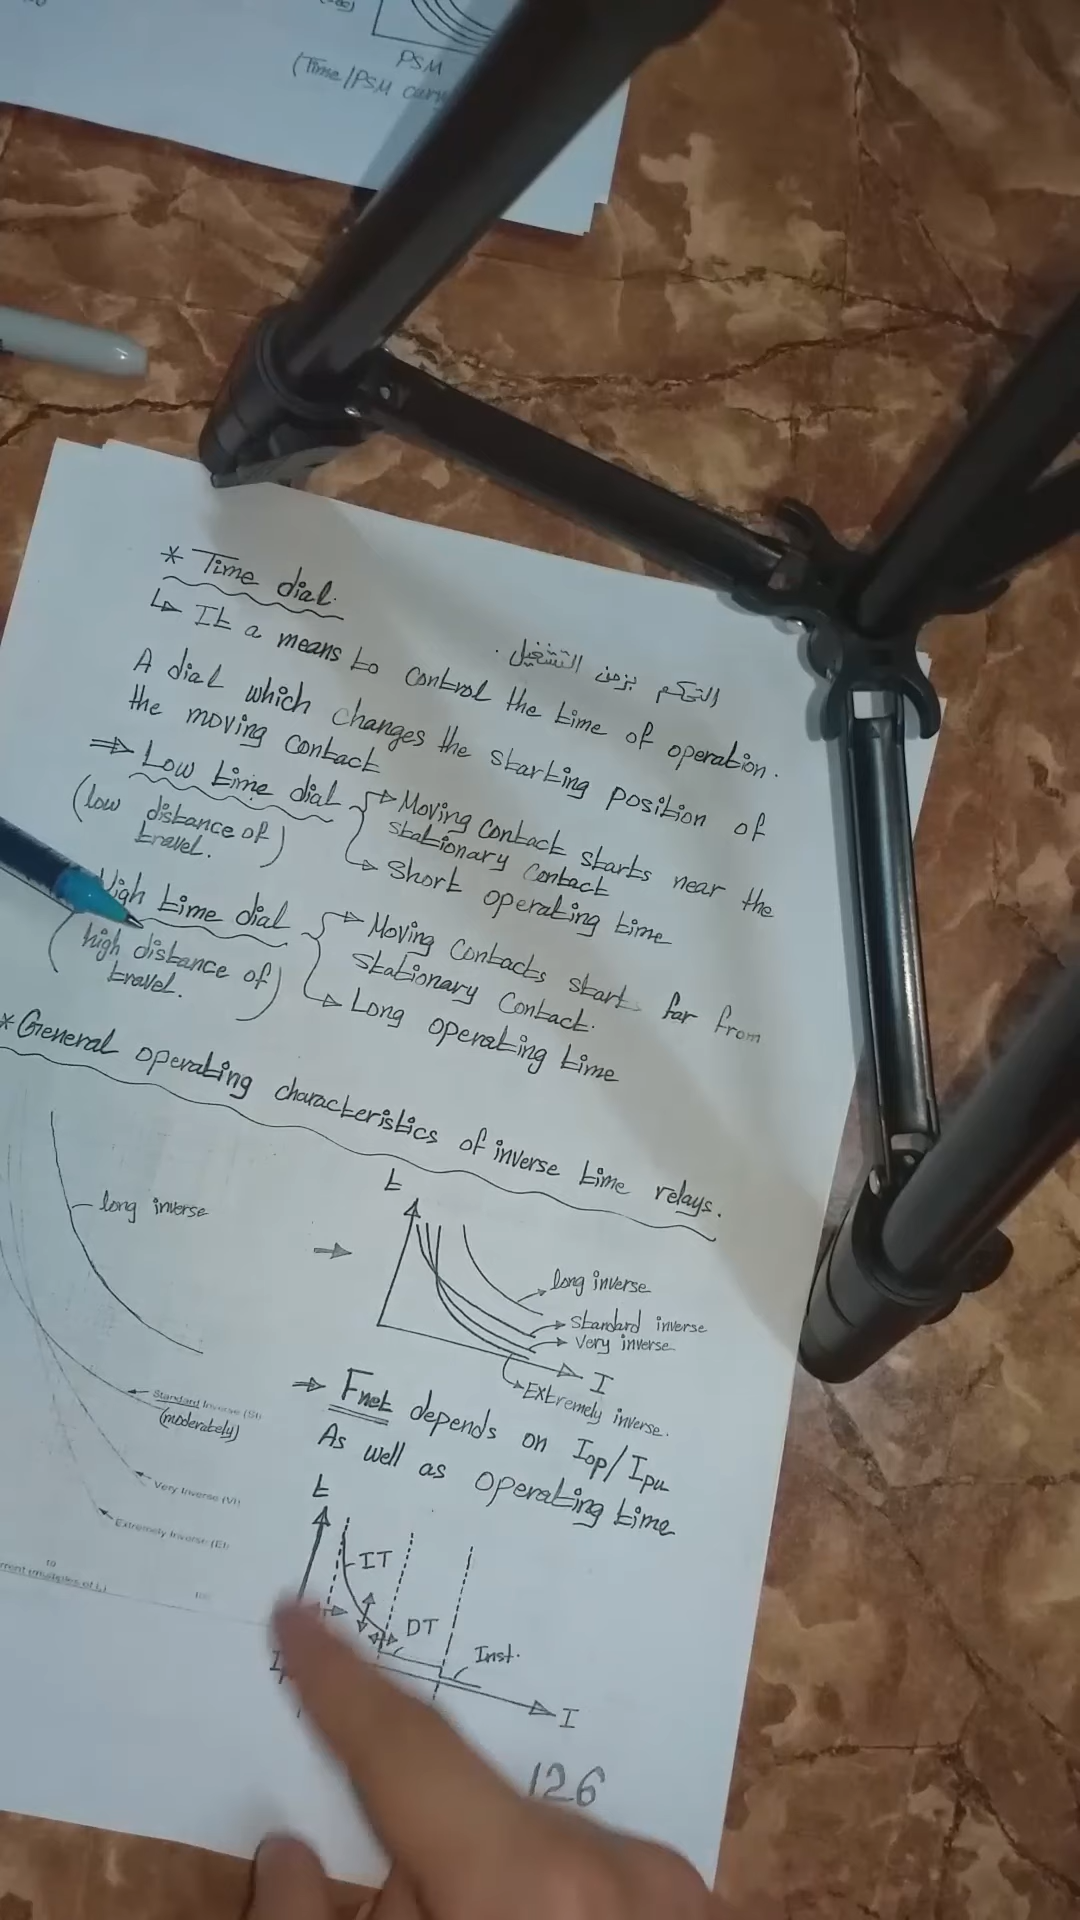 PSM
(Time/PSM
* Time dial.
↳ It a means to control the time of operation.
التحكم بزمن التشغيل .
A dial which changes the starting position of
the moving contact
⇒ Low time dial → Moving contact starts near the
stationary contact
(low distance of
travel.)
→ Short operating time
High time dial → Moving contacts start far from
stationary contact.
(high distance of
travel.)
→ Long operating time
* General operating characteristics of inverse time relays.
long inverse
Standard Inverse (SI)
(moderately)
Very Inverse (VI)
Extremely Inverse (EI)
→
t
long inverse
Standard inverse
Very inverse
I
Extremely inverse.
⇒ Fnet depends on Iop/Ipu
As well as operating time
t
IT
DT
Inst.
I
126